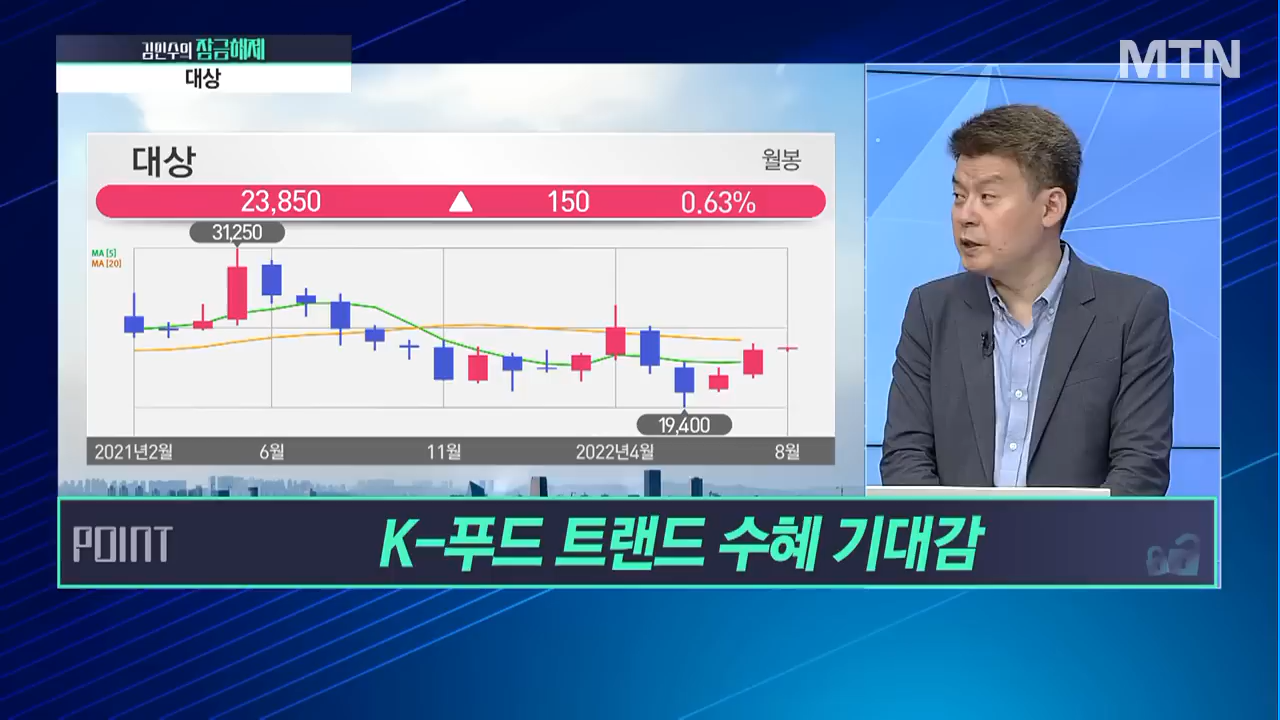 김민수의 잠금해제
MTN
대상
대상
월봉
23,850 ▲ 150 0.63%
31,250
MA [5]
MA [20]
19,400
2021년2월 6월 11월 2022년4월 8월
POINT
K-푸드 트랜드 수혜 기대감